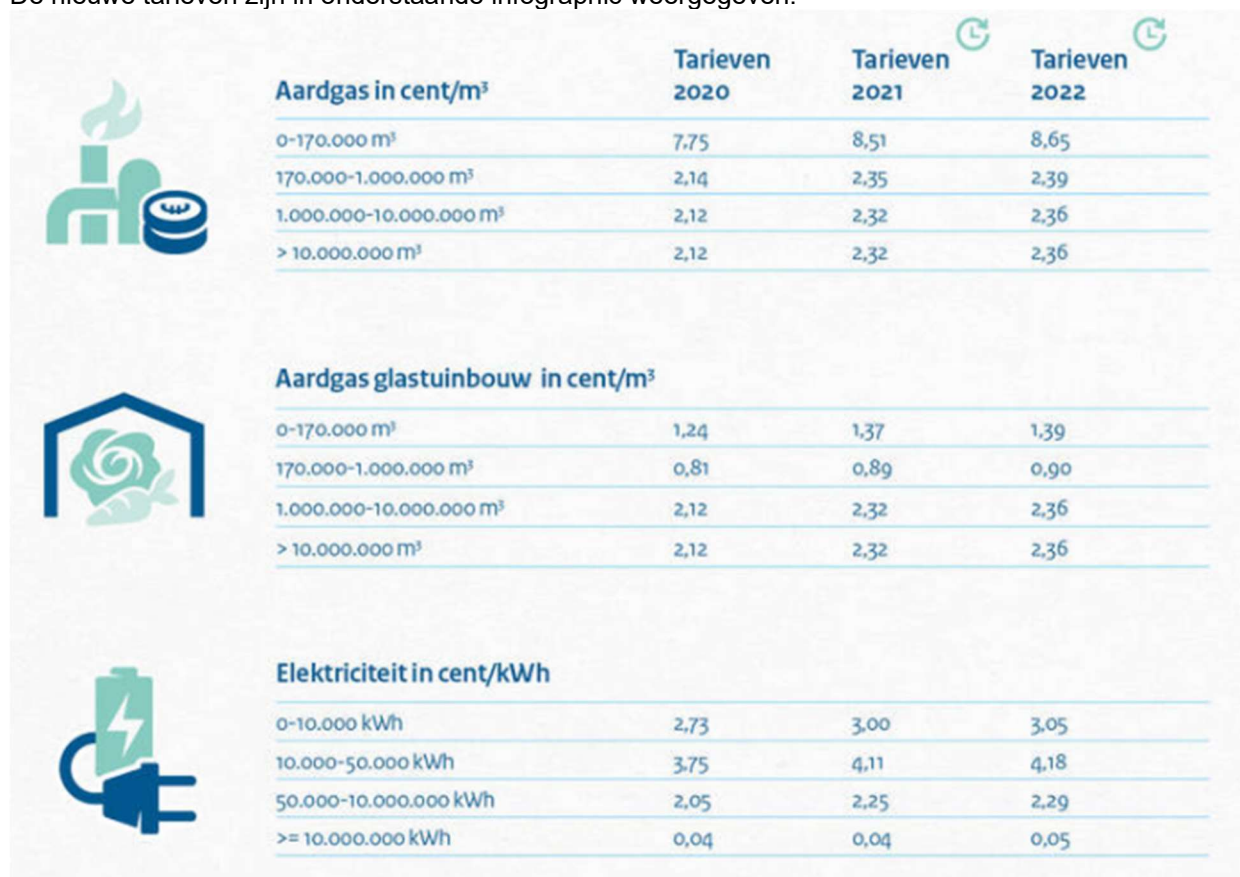 De nieuwe tarieven zijn in onderstaande infographic weergegeven.
Aardgas in cent/m³ Tarieven 2020 Tarieven 2021 Tarieven 2022
0-170.000 m³ 7,75 8,51 8,65
170.000-1.000.000 m³ 2,14 2,35 2,39
1.000.000-10.000.000 m³ 2,12 2,32 2,36
> 10.000.000 m³ 2,12 2,32 2,36
Aardgas glastuinbouw in cent/m³
0-170.000 m³ 1,24 1,37 1,39
170.000-1.000.000 m³ 0,81 0,89 0,90
1.000.000-10.000.000 m³ 2,12 2,32 2,36
> 10.000.000 m³ 2,12 2,32 2,36
Elektriciteit in cent/kWh
0-10.000 kWh 2,73 3,00 3,05
10.000-50.000 kWh 3,75 4,11 4,18
50.000-10.000.000 kWh 2,05 2,25 2,29
>= 10.000.000 kWh 0,04 0,04 0,05